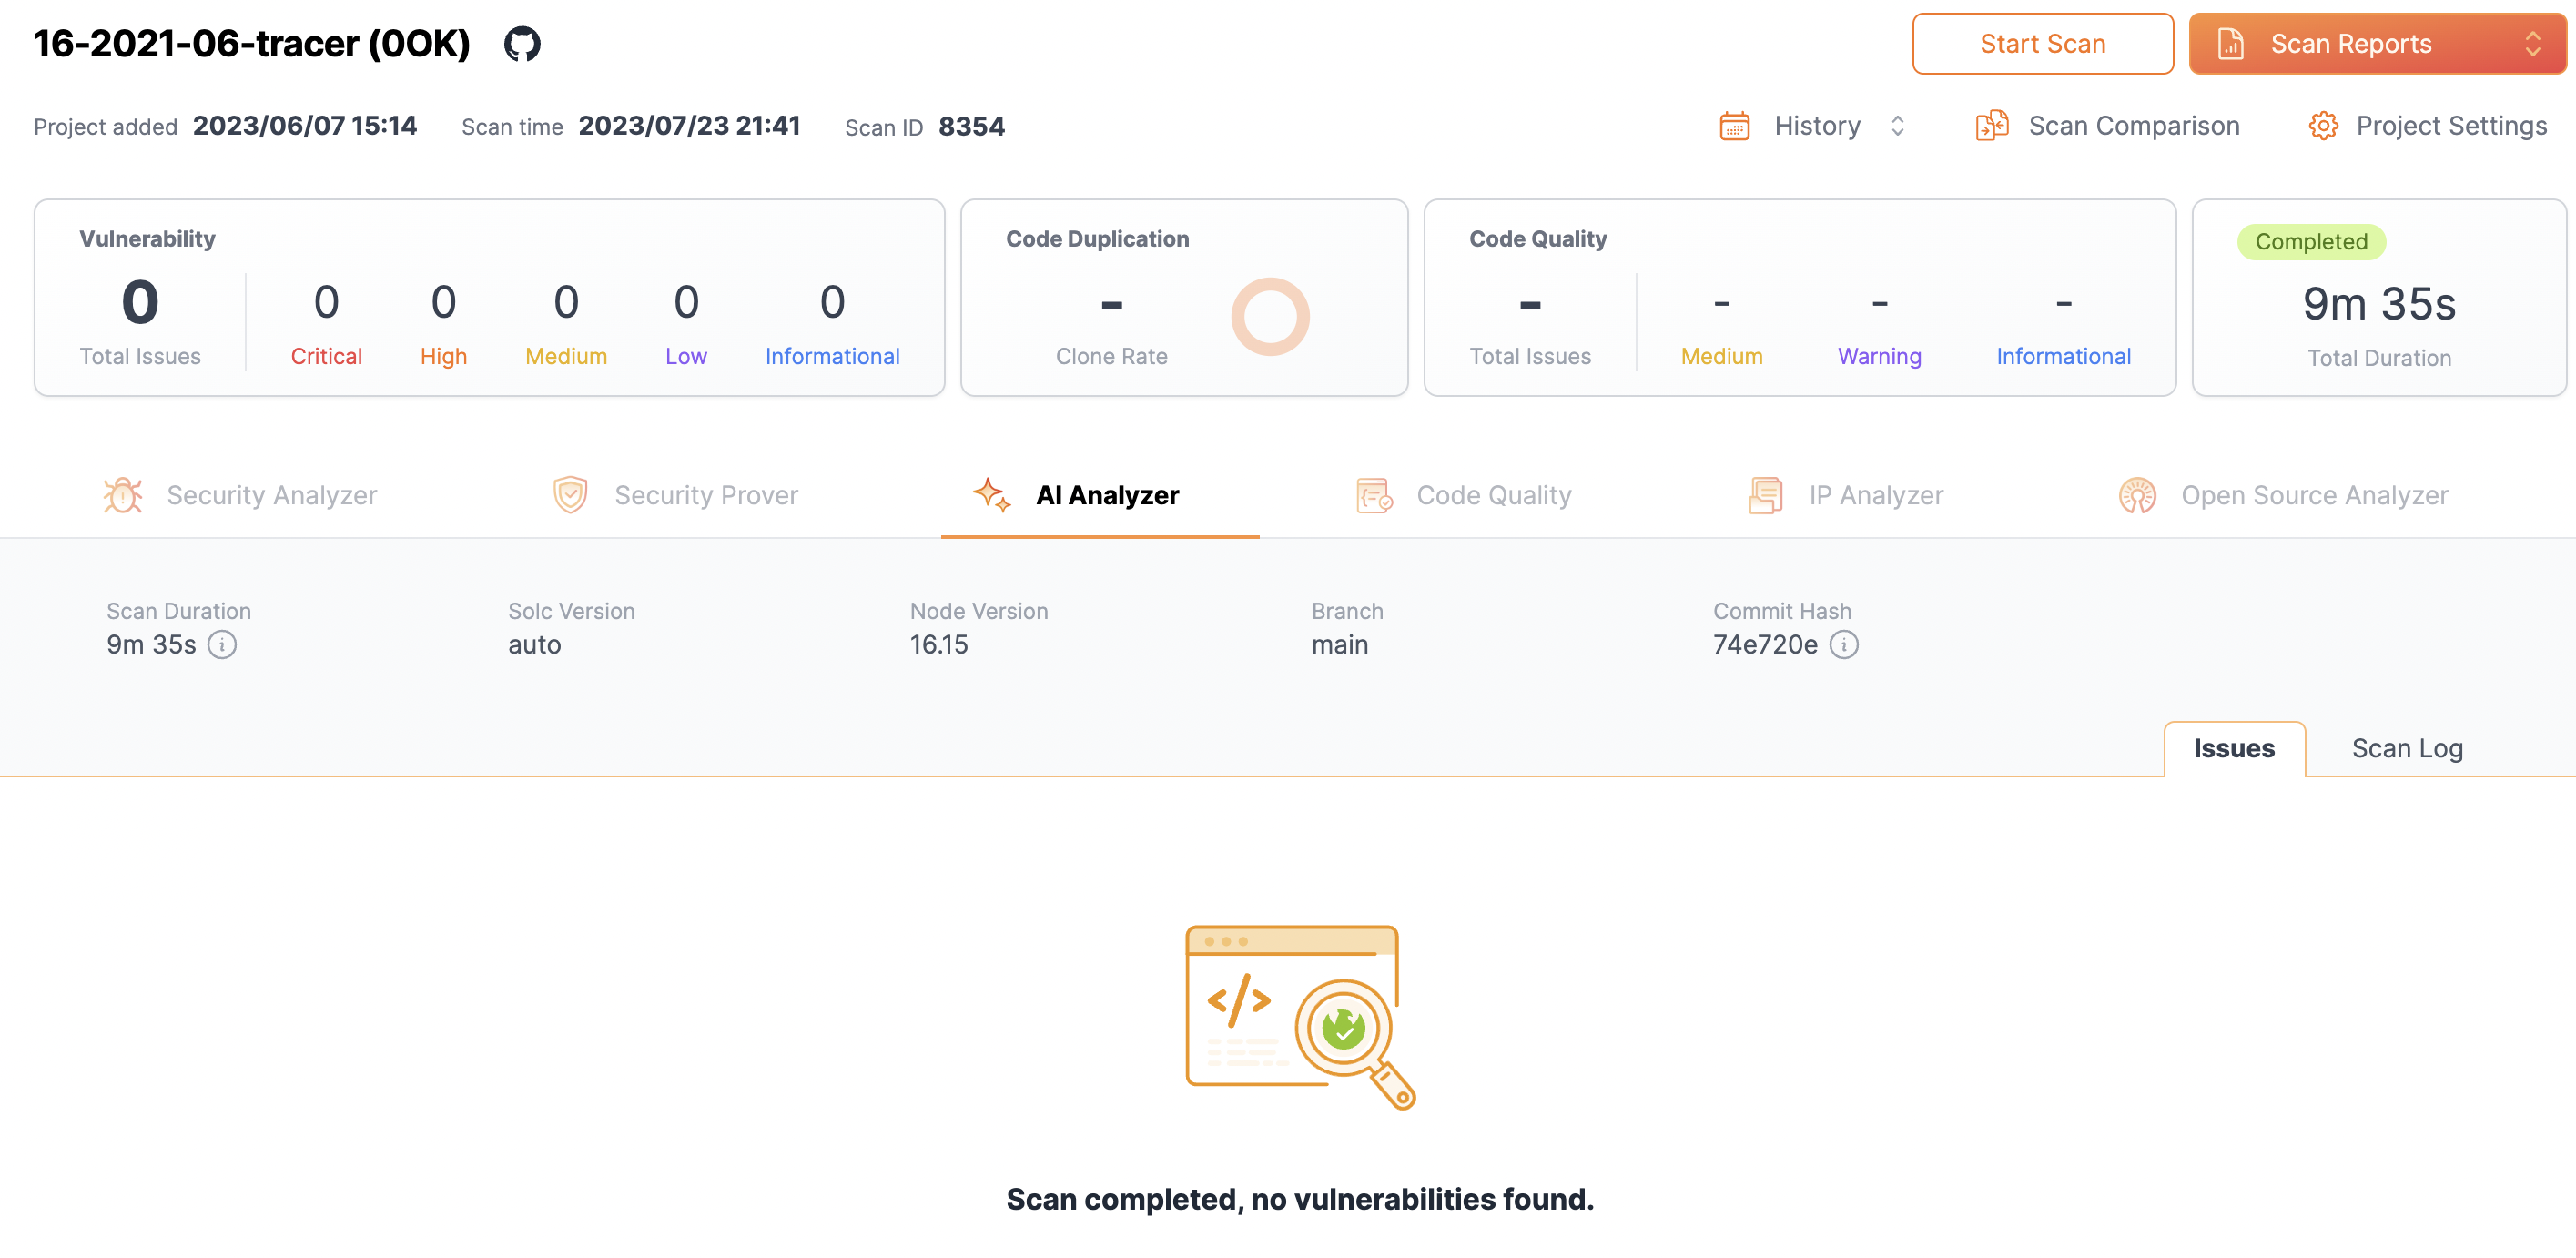 16-2021-06-tracer (0OK)
Start Scan
Scan Reports
Project added 2023/06/07 15:14 Scan time 2023/07/23 21:41 Scan ID 8354
History
Scan Comparison
Project Settings
Vulnerability
0 0 0 0 0 0
Total Issues Critical High Medium Low Informational
Code Duplication
-
Clone Rate
Code Quality
- - - -
Total Issues Medium Warning Informational
Completed
9m 35s
Total Duration
Security Analyzer Security Prover AI Analyzer Code Quality IP Analyzer Open Source Analyzer
Scan Duration Solc Version Node Version Branch Commit Hash
9m 35s auto 16.15 main 74e720e
Issues Scan Log
</>
Scan completed, no vulnerabilities found.